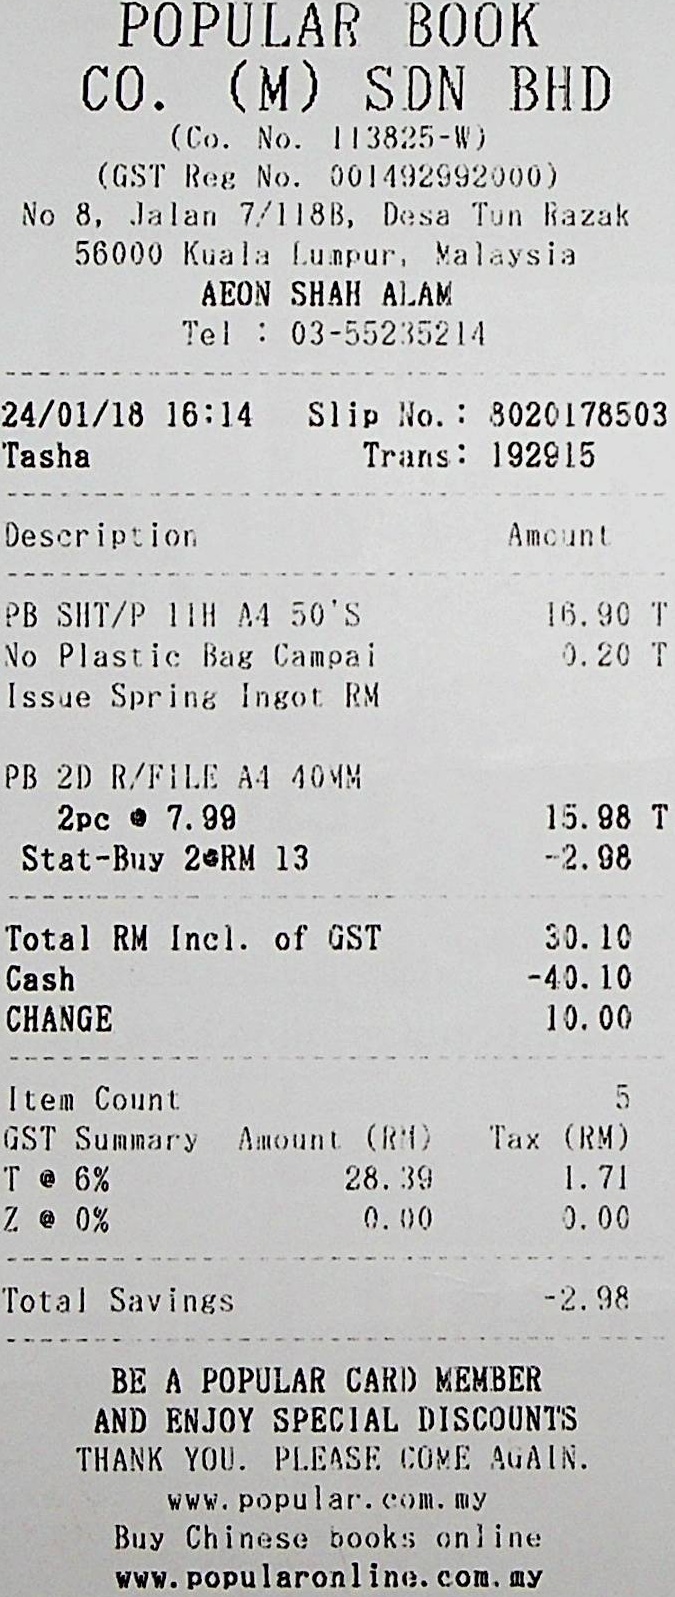 POPULAR BOOK
CO. (M) SDN BHD
(Co. No. 113825-W)
(GST Reg No. 001492992000)
No 8, Jalan 7/118B, Desa Tun Razak
56000 Kuala Lumpur, Malaysia
AEON SHAH ALAM
Tel : 03-55235214
24/01/18 16:14 Slip No.: 8020178503
Tasha Trans: 192915
Description Amount
PB SHT/P 11H A4 50'S 16.90 T
No Plastic Bag Campai 0.20 T
Issue Spring Ingot RM
PB 2D R/FILE A4 40MM
2pc @ 7.99 15.98 T
Stat-Buy 2@RM 13 -2.98
Total RM Incl. of GST 30.10
Cash -40.10
CHANGE 10.00
Item Count 5
GST Summary Amount (RM) Tax (RM)
T @ 6% 28.39 1.71
Z @ 0% 0.00 0.00
Total Savings -2.98
BE A POPULAR CARD MEMBER
AND ENJOY SPECIAL DISCOUNTS
THANK YOU. PLEASE COME AGAIN.
www.popular.com.my
Buy Chinese books online
www.popularonline.com.my